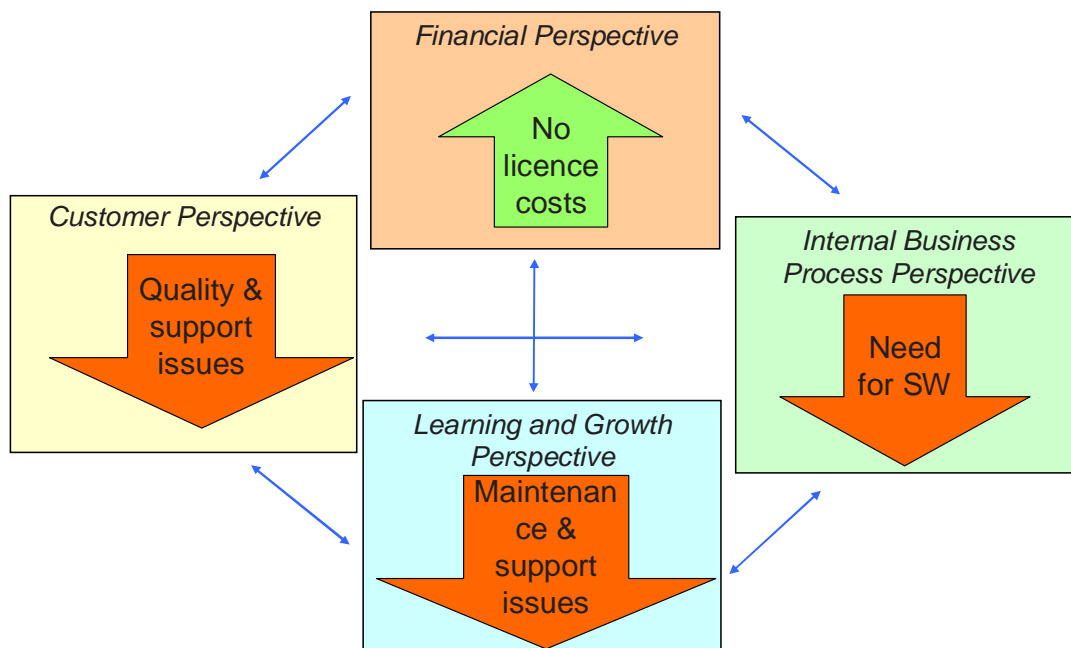 Financial Perspective
No
licence
costs
Customer Perspective
Quality &
support
issues
Internal Business
Process Perspective
Need
for SW
Learning and Growth
Perspective
Maintenan
ce &
support
issues